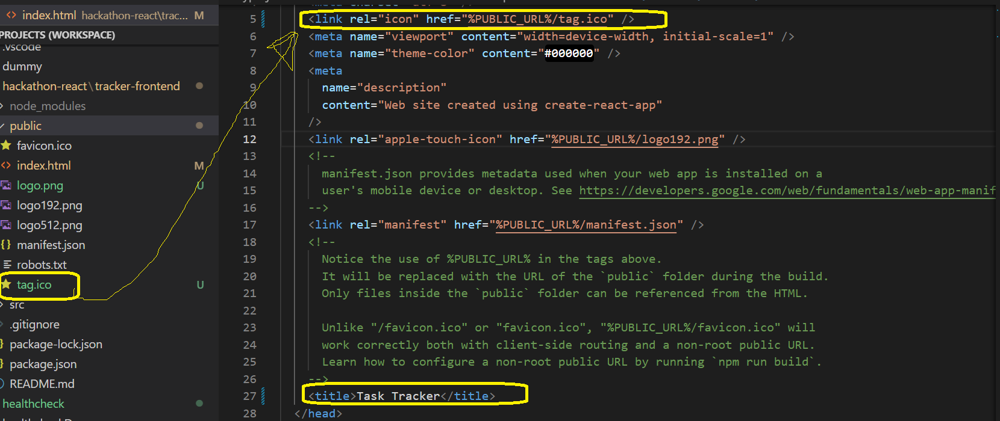 index.html hackathon-react\trac... M
PROJECTS (WORKSPACE)
.vscode
dummy
hackathon-react\tracker-frontend
node_modules
public
favicon.ico
index.html M
logo.png U
logo192.png
logo512.png
manifest.json
robots.txt
tag.ico U
src
.gitignore
package-lock.json
package.json
README.md
healthcheck
5 <link rel="icon" href="%PUBLIC_URL%/tag.ico" />
6 <meta name="viewport" content="width=device-width, initial-scale=1" />
7 <meta name="theme-color" content="#000000" />
8 <meta
9 name="description"
10 content="Web site created using create-react-app"
11 />
12 <link rel="apple-touch-icon" href="%PUBLIC_URL%/logo192.png" />
13 <!--
14 manifest.json provides metadata used when your web app is installed on a
15 user's mobile device or desktop. See https://developers.google.com/web/fundamentals/web-app-manif
16 -->
17 <link rel="manifest" href="%PUBLIC_URL%/manifest.json" />
18 <!--
19 Notice the use of %PUBLIC_URL% in the tags above.
20 It will be replaced with the URL of the `public` folder during the build.
21 Only files inside the `public` folder can be referenced from the HTML.
22
23 Unlike "/favicon.ico" or "favicon.ico", "%PUBLIC_URL%/favicon.ico" will
24 work correctly both with client-side routing and a non-root public URL.
25 Learn how to configure a non-root public URL by running `npm run build`.
26 -->
27 <title>Task Tracker</title>
28 </head>